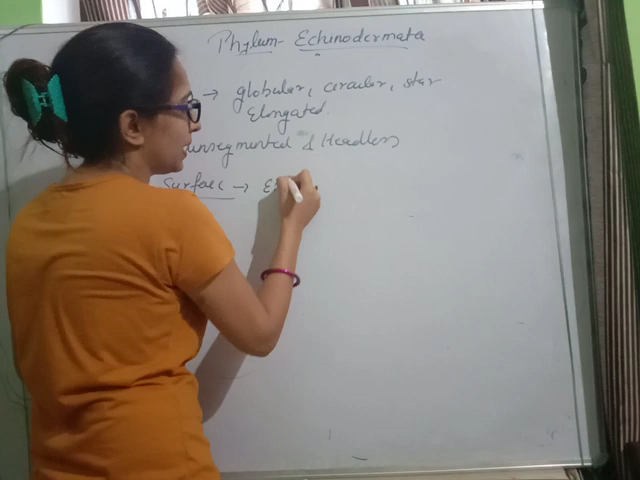 Phylum - Echinodermata
→ globular, circular, star
Elongated.
unsegmented & Headless
Surface →